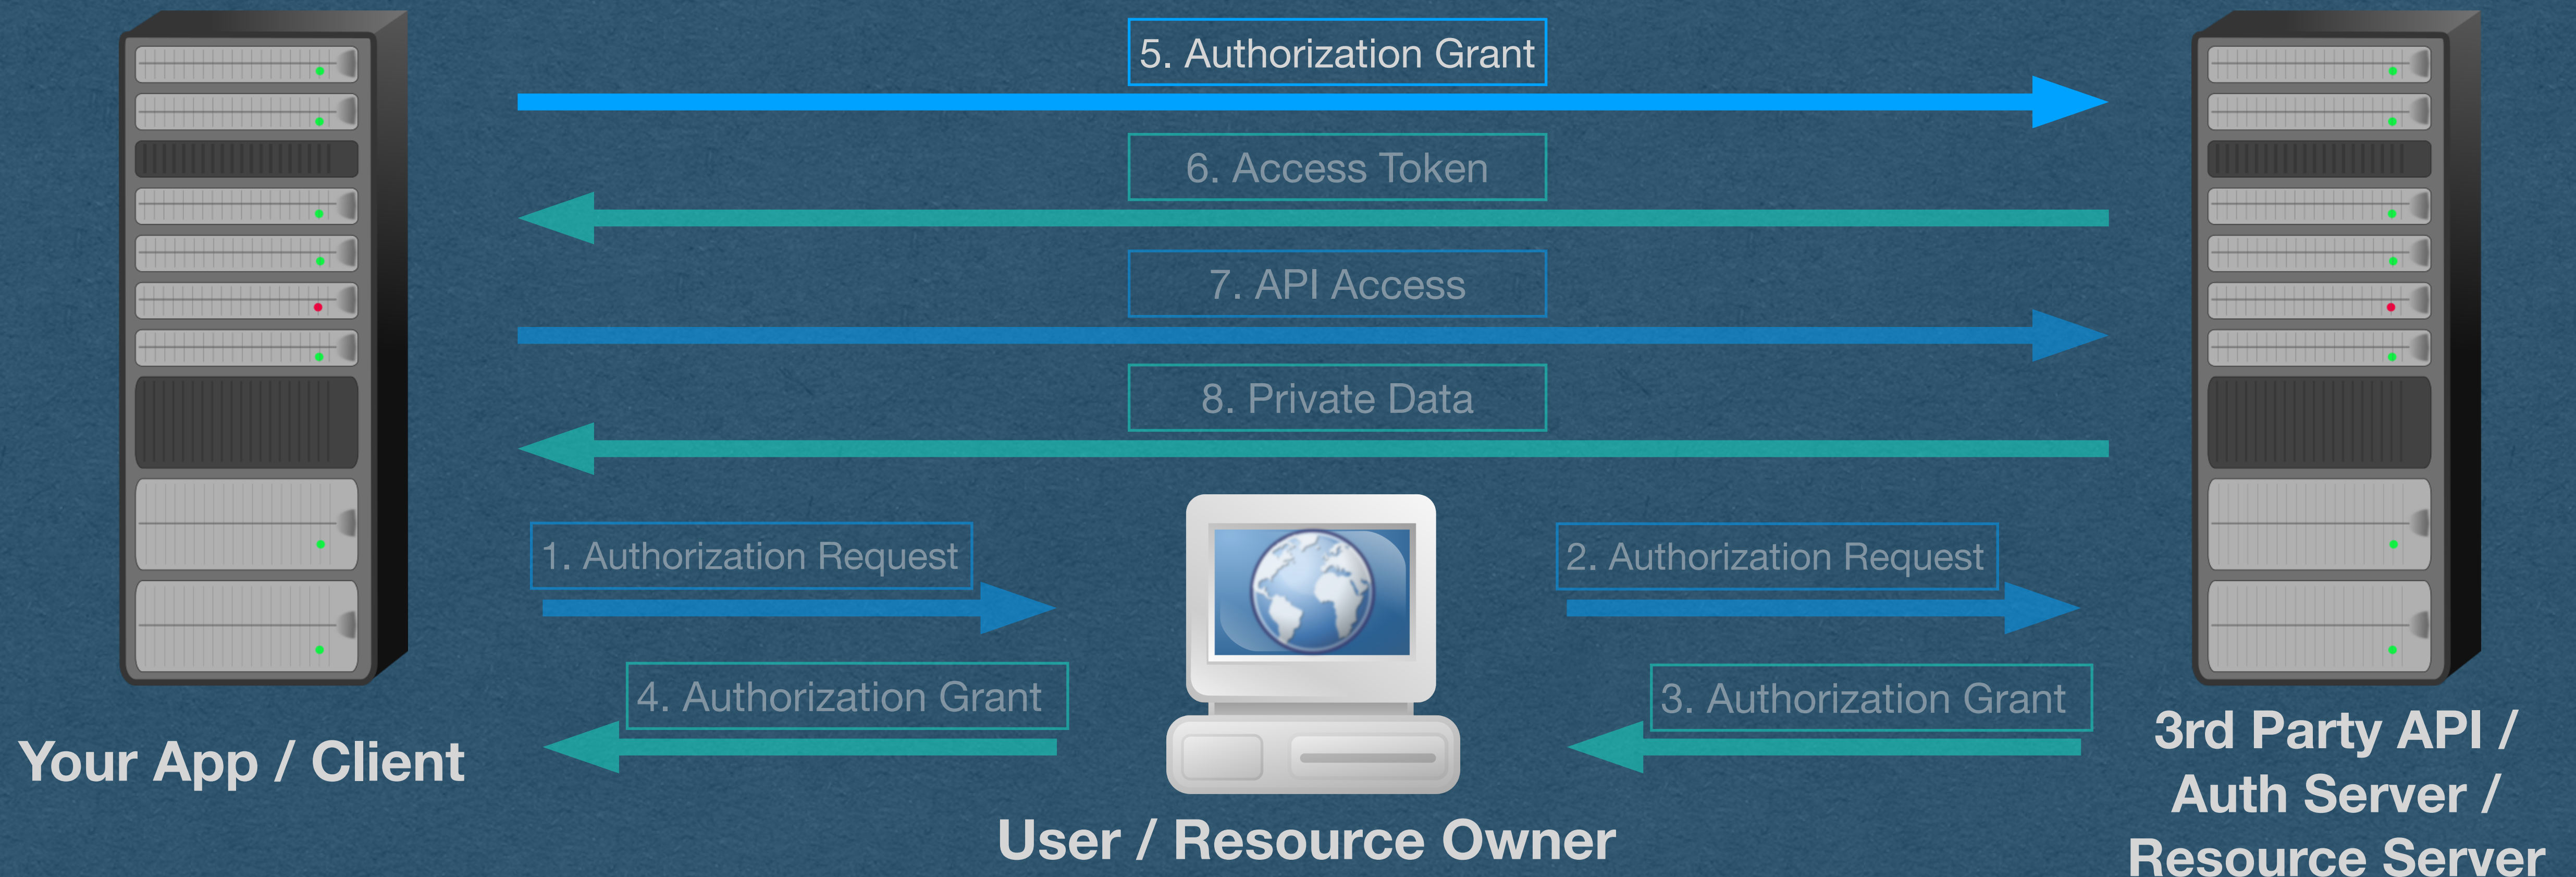 5. Authorization Grant
6. Access Token
7. API Access
8. Private Data
1. Authorization Request
2. Authorization Request
4. Authorization Grant
3. Authorization Grant
Your App / Client
User / Resource Owner
3rd Party API /
Auth Server /
Resource Server